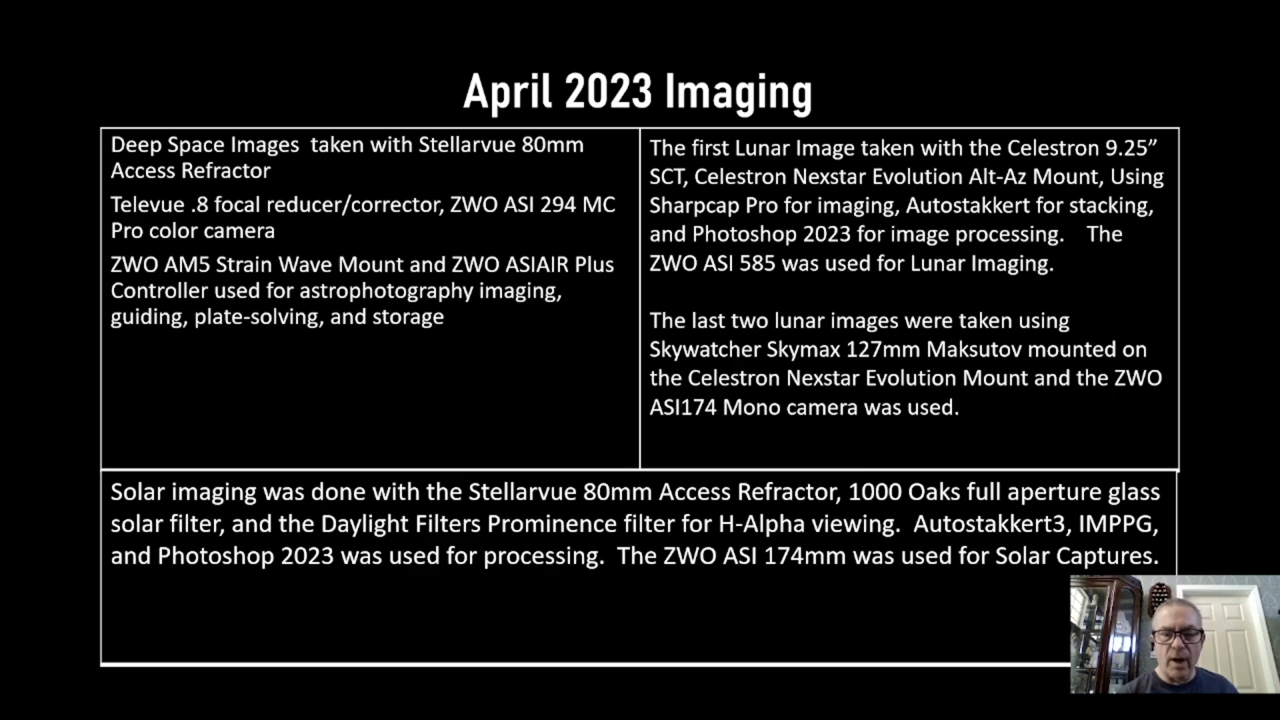 April 2023 Imaging
Deep Space Images  taken with Stellarvue 80mm
Access Refractor
Televue .8 focal reducer/corrector, ZWO ASI 294 MC
Pro color camera
ZWO AM5 Strain Wave Mount and ZWO ASIAIR Plus
Controller used for astrophotography imaging,
guiding, plate-solving, and storage
The first Lunar Image taken with the Celestron 9.25”
SCT, Celestron Nexstar Evolution Alt-Az Mount, Using
Sharpcap Pro for imaging, Autostakkert for stacking,
and Photoshop 2023 for image processing.    The
ZWO ASI 585 was used for Lunar Imaging.
The last two lunar images were taken using
Skywatcher Skymax 127mm Maksutov mounted on
the Celestron Nexstar Evolution Mount and the ZWO
ASI174 Mono camera was used.
Solar imaging was done with the Stellarvue 80mm Access Refractor, 1000 Oaks full aperture glass
solar filter, and the Daylight Filters Prominence filter for H-Alpha viewing.  Autostakkert3, IMPPG,
and Photoshop 2023 was used for processing.  The ZWO ASI 174mm was used for Solar Captures.